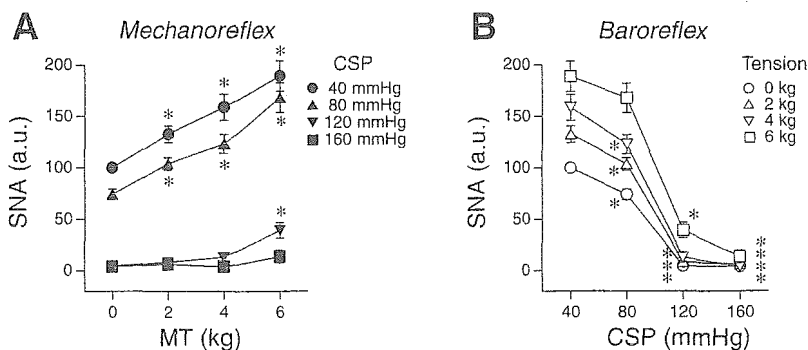 A Mechanoreflex
CSP
40 mmHg
80 mmHg
120 mmHg
160 mmHg
SNA (a.u.)
200
150
100
50
0
0 2 4 6
MT (kg)
* * * * * * *
B Baroreflex
Tension
0 kg
2 kg
4 kg
6 kg
SNA (a.u.)
200
150
100
50
0
40 80 120 160
CSP (mmHg)
* * * * * * * * * * *